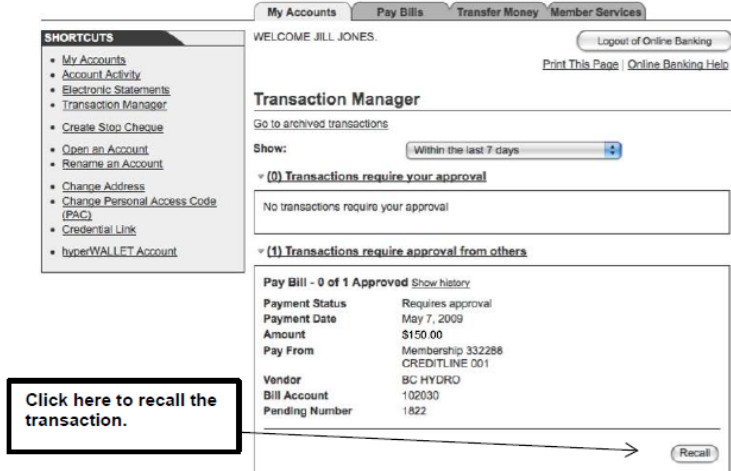 My Accounts Pay Bills Transfer Money Member Services
SHORTCUTS
My Accounts
Account Activity
Electronic Statements
Transaction Manager
Create Stop Cheque
Open an Account
Rename an Account
Change Address
Change Personal Access Code
(PAC)
Credential Link
hyperWALLET Account
WELCOME JILL JONES.
Logout of Online Banking
Print This Page | Online Banking Help
Transaction Manager
Go to archived transactions
Show: Within the last 7 days
(0) Transactions require your approval
No transactions require your approval
(1) Transactions require approval from others
Pay Bill - 0 of 1 Approved Show history
Payment Status Requires approval
Payment Date May 7, 2009
Amount $150.00
Pay From Membership 332288
CREDITLINE 001
Vendor BC HYDRO
Bill Account 102030
Pending Number 1822
Click here to recall the
transaction.
Recall